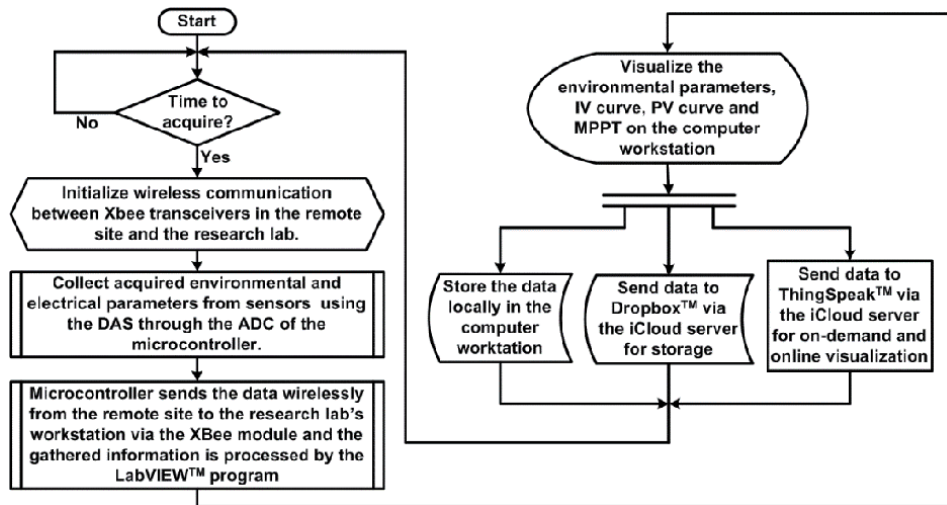 Start
Time to
acquire?
No
Yes
Initialize wireless communication
between Xbee transceivers in the remote
site and the research lab.
Collect acquired environmental and
electrical parameters from sensors using
the DAS through the ADC of the
microcontroller.
Microcontroller sends the data wirelessly
from the remote site to the research lab's
workstation via the XBee module and the
gathered information is processed by the
LabVIEW™ program
Visualize the
environmental parameters,
IV curve, PV curve and
MPPT on the computer
workstation
Store the data
locally in the
computer
worktation
Send data to
Dropbox™ via
the iCloud server
for storage
Send data to
ThingSpeak™ via
the iCloud server
for on-demand and
online visualization